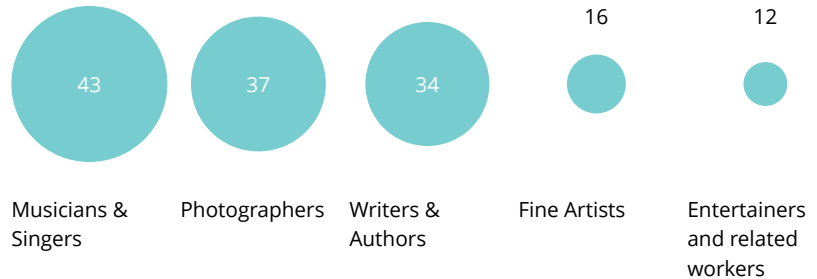 43
37
34
16
12
Musicians &
Singers
Photographers
Writers &
Authors
Fine Artists
Entertainers
and related
workers